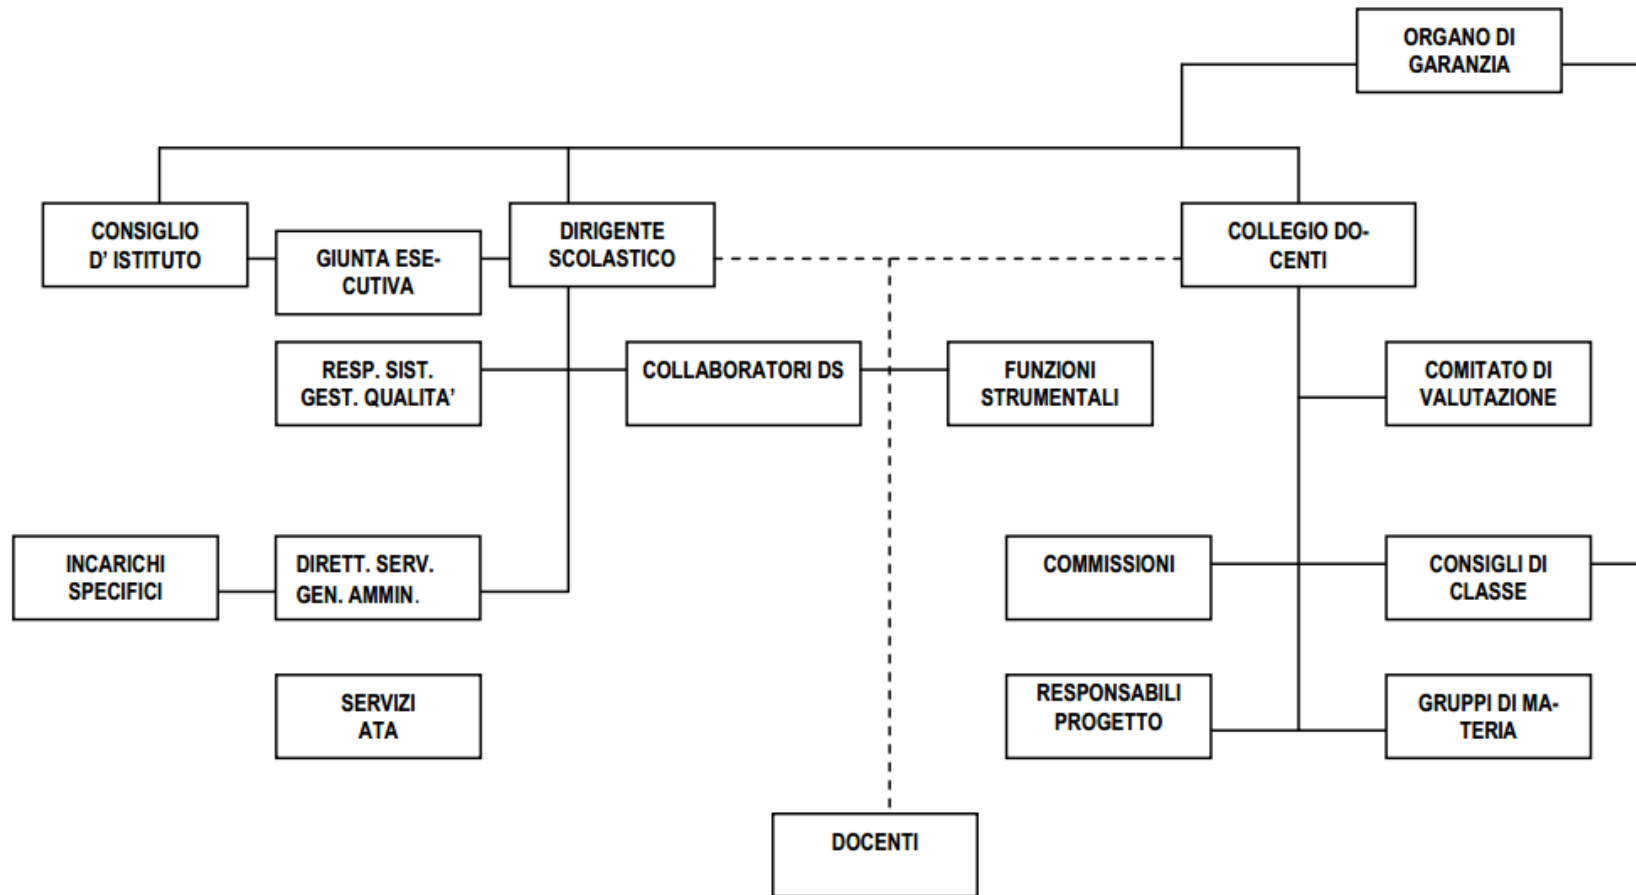 ORGANO DI
GARANZIA
CONSIGLIO
D' ISTITUTO
GIUNTA ESE-
CUTIVA
DIRIGENTE
SCOLASTICO
COLLEGIO DO-
CENTI
RESP. SIST.
GEST. QUALITA’
COLLABORATORI DS
FUNZIONI
STRUMENTALI
COMITATO DI
VALUTAZIONE
INCARICHI
SPECIFICI
DIRETT. SERV.
GEN. AMMIN.
COMMISSIONI
CONSIGLI DI
CLASSE
SERVIZI
ATA
RESPONSABILI
PROGETTO
GRUPPI DI MA-
TERIA
DOCENTI